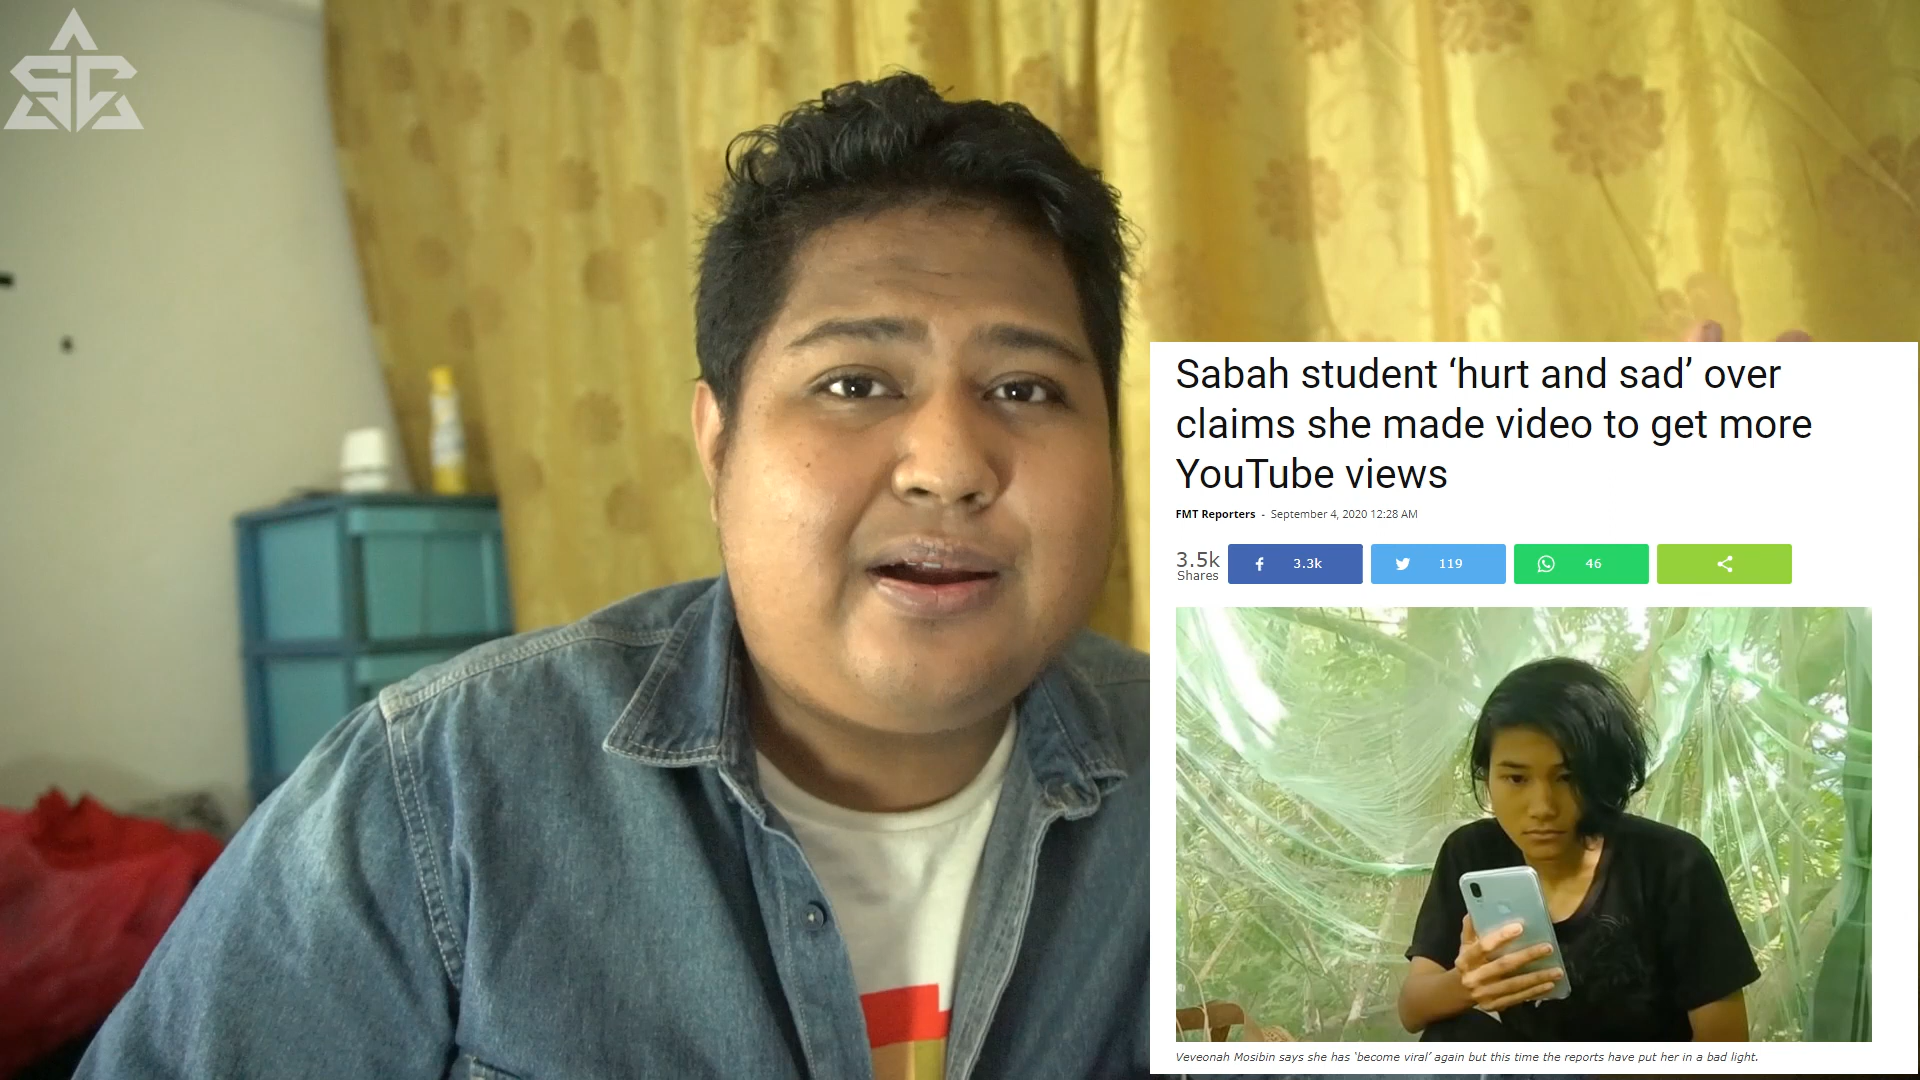 SC
Sabah student ‘hurt and sad’ over
claims she made video to get more
YouTube views
FMT Reporters - September 4, 2020 12:28 AM
3.5k
Shares
3.3k
119
46
Veveonah Mosibin says she has ‘become viral’ again but this time the reports have put her in a bad light.